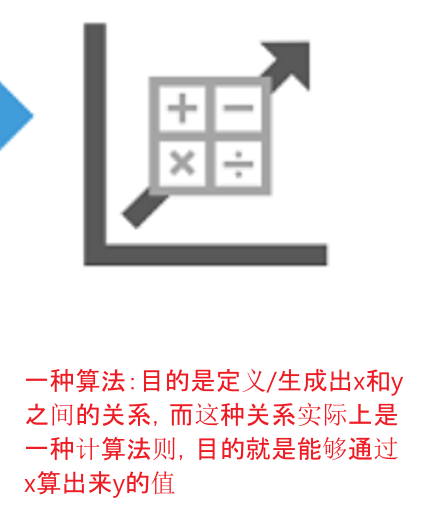 一种算法：目的是定义/生成出x和y
之间的关系，而这种关系实际上是
一种计算法则，目的就是能够通过
x算出来y的值